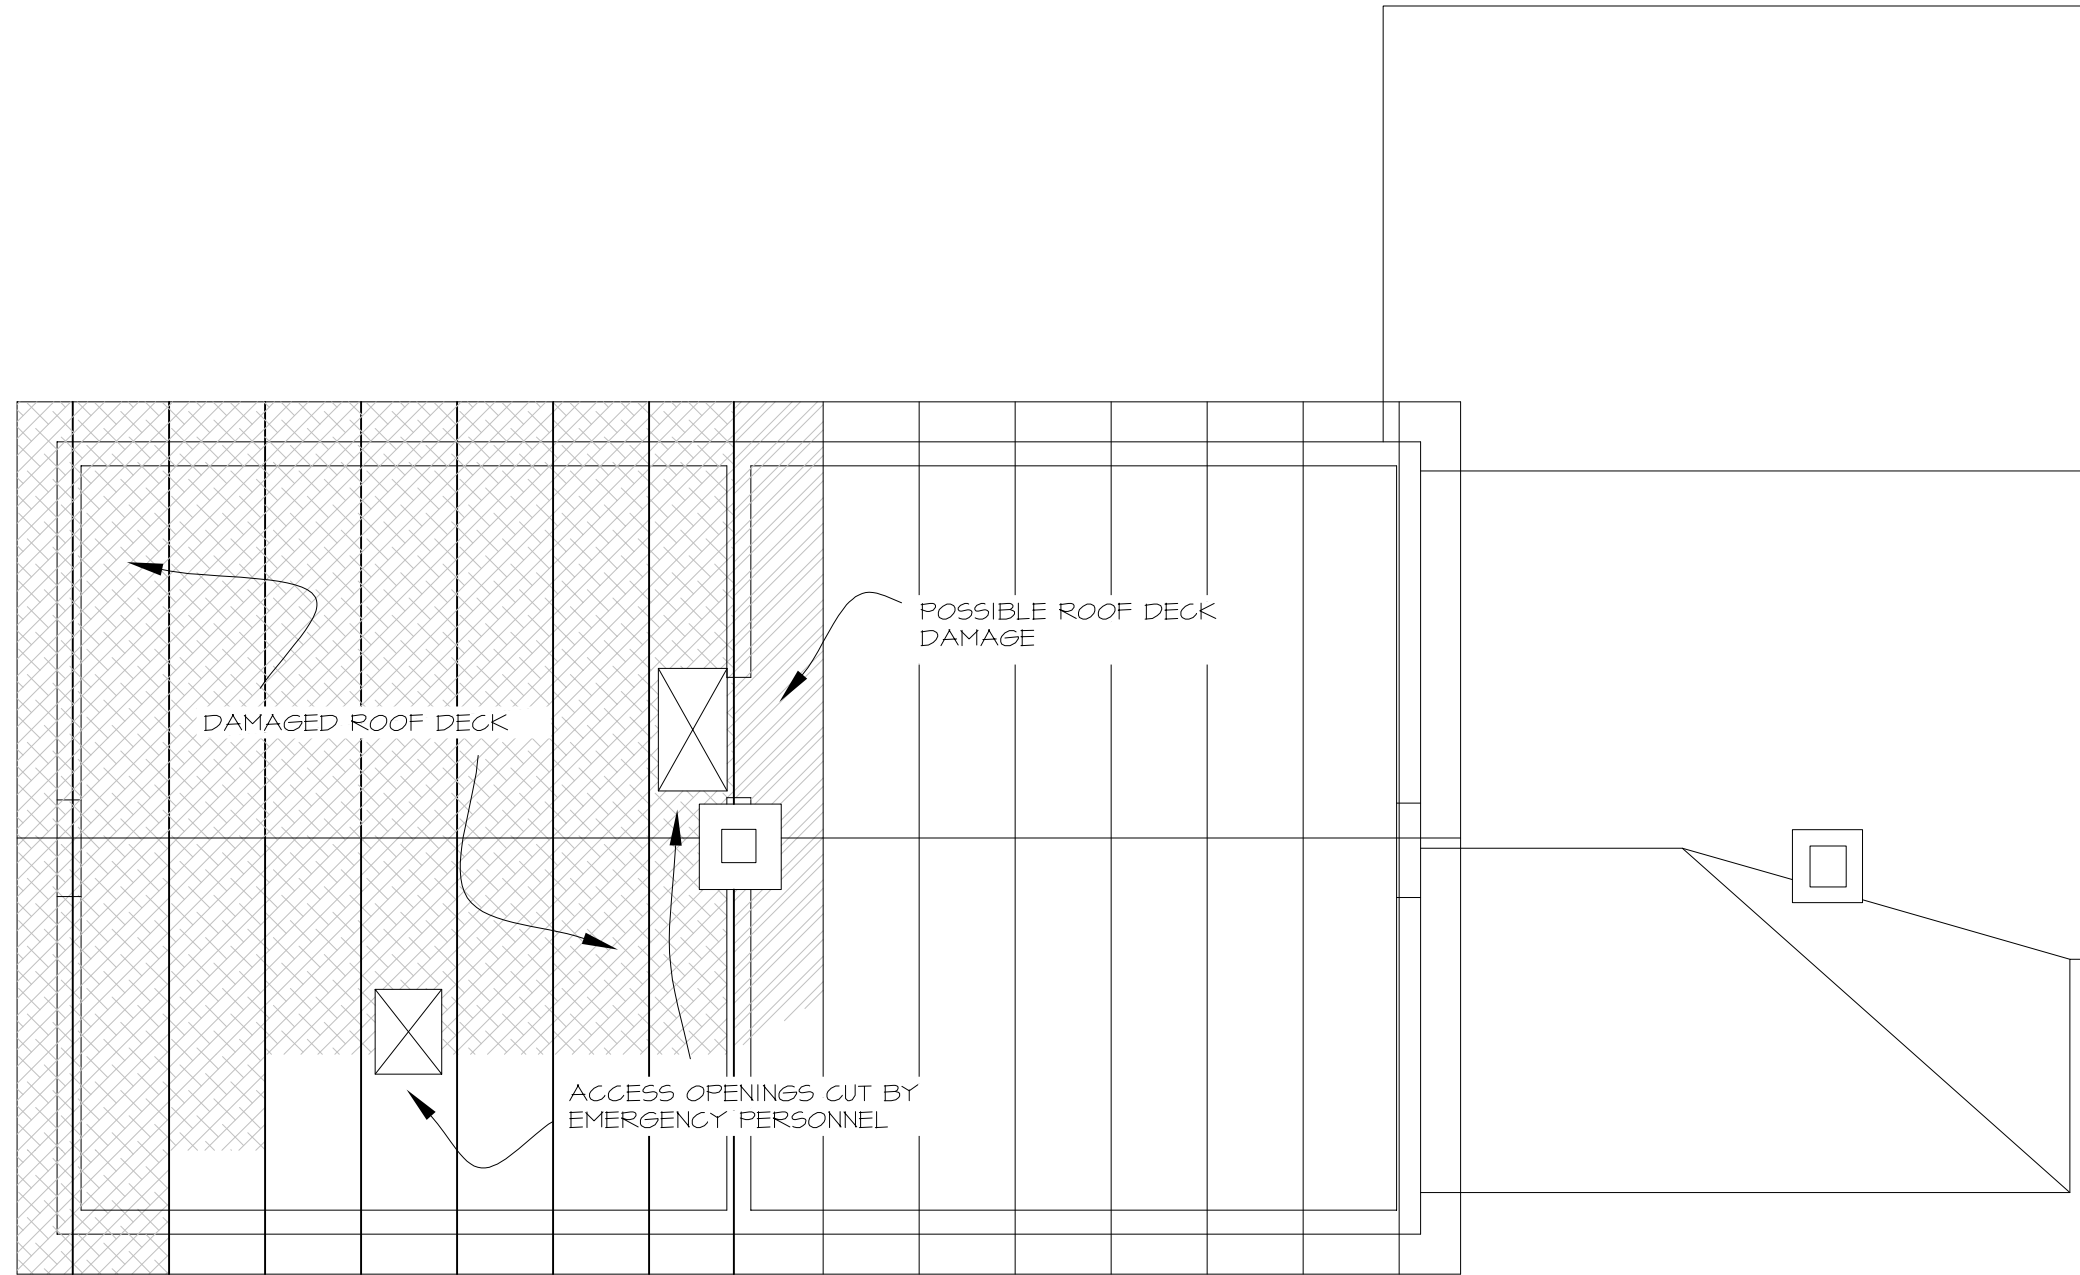 POSSIBLE ROOF DECK
DAMAGE
DAMAGED ROOF DECK
ACCESS OPENINGS CUT BY
EMERGENCY PERSONNEL